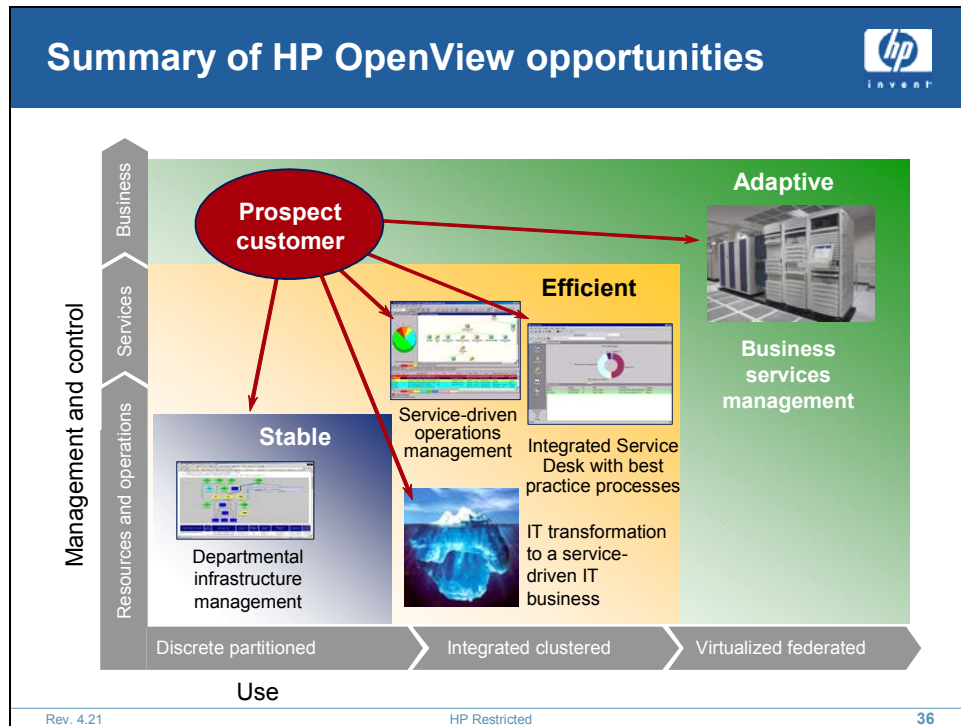 Summary of HP OpenView opportunities
hp
invent
Management and control
Business
Services
Resources and operations
Prospect
customer
Adaptive
Business
services
management
Efficient
Service-driven
operations
management
Integrated Service
Desk with best
practice processes
IT transformation
to a service-
driven IT
business
Stable
Departmental
infrastructure
management
Discrete partitioned
Integrated clustered
Virtualized federated
Use
Rev. 4.21
HP Restricted
36